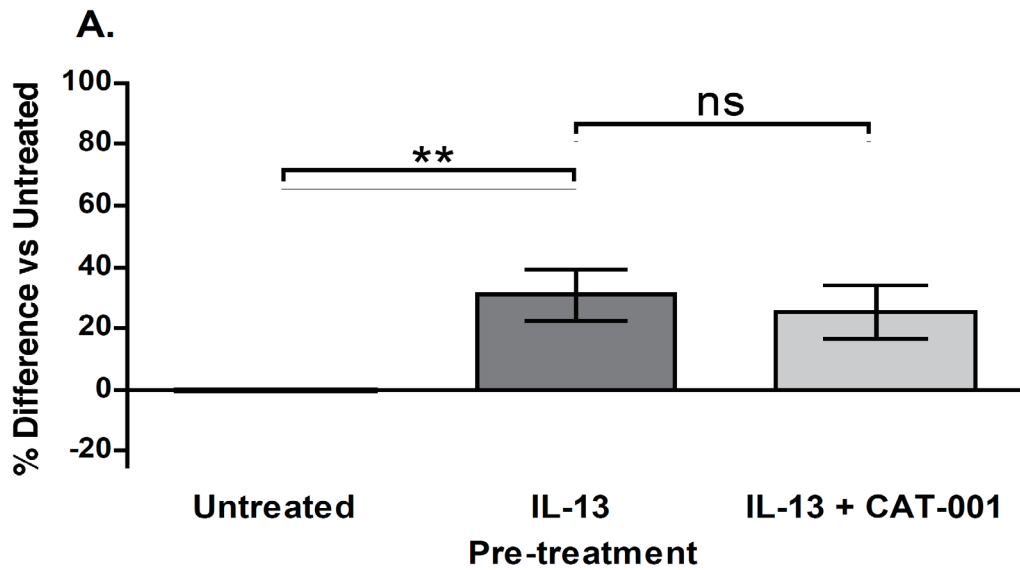 A.
% Difference vs Untreated
100
80
60
40
20
0
-20
**
ns
Untreated
IL-13
IL-13 + CAT-001
Pre-treatment